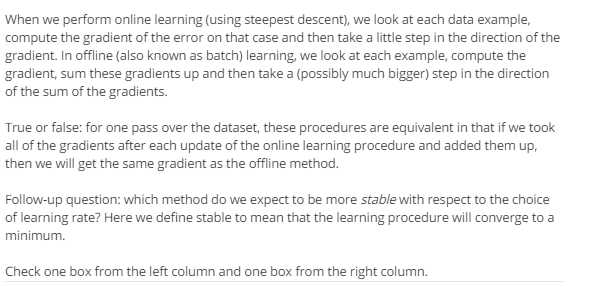 When we perform online learning (using steepest descent), we look at each data example,
compute the gradient of the error on that case and then take a little step in the direction of the
gradient. In offline (also known as batch) learning, we look at each example, compute the
gradient, sum these gradients up and then take a (possibly much bigger) step in the direction
of the sum of the gradients.
True or false: for one pass over the dataset, these procedures are equivalent in that if we took
all of the gradients after each update of the online learning procedure and added them up,
then we will get the same gradient as the offline method.
Follow-up question: which method do we expect to be more stable with respect to the choice
of learning rate? Here we define stable to mean that the learning procedure will converge to a
minimum.
Check one box from the left column and one box from the right column.